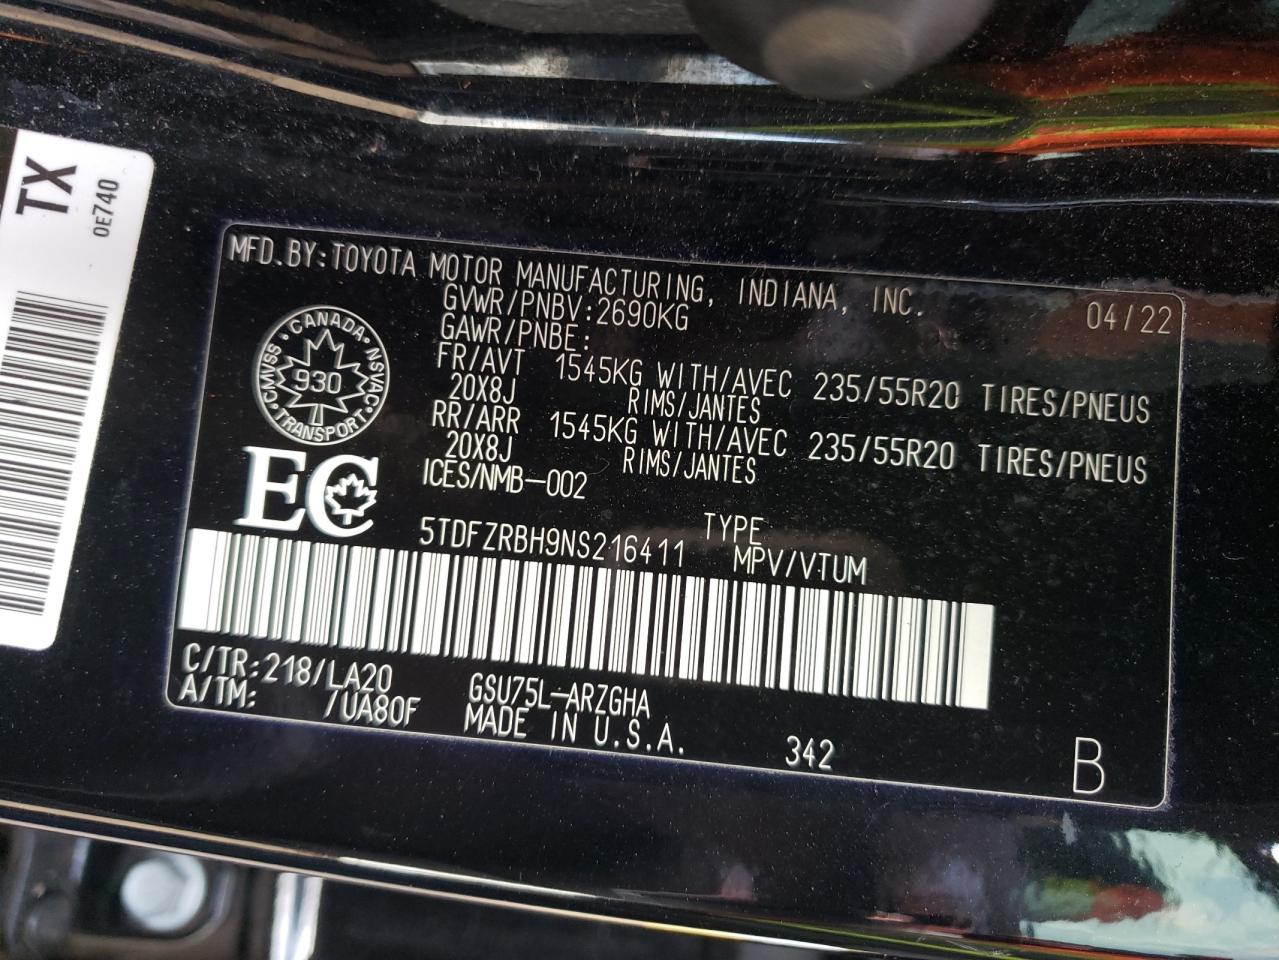 TX
0E740
MFD.BY:TOYOTA MOTOR MANUFACTURING, INDIANA, INC. 04/22
GVWR/PNBV:2690KG
GAWR/PNBE:
FR/AVT 1545KG WITH/AVEC 235/55R20 TIRES/PNEUS
20X8J RIMS/JANTES
RR/ARR 1545KG WITH/AVEC 235/55R20 TIRES/PNEUS
20X8J RIMS/JANTES
ICES/NMB-002
CANADA · NSVAC · TRANSPORT · CMVSS
930
EC
TYPE
5TDFZRBH9NS216411 MPV/VTUM
C/TR:218/LA20 GSU75L-ARZGHA
A/TM: /UA80F MADE IN U.S.A. 342 B